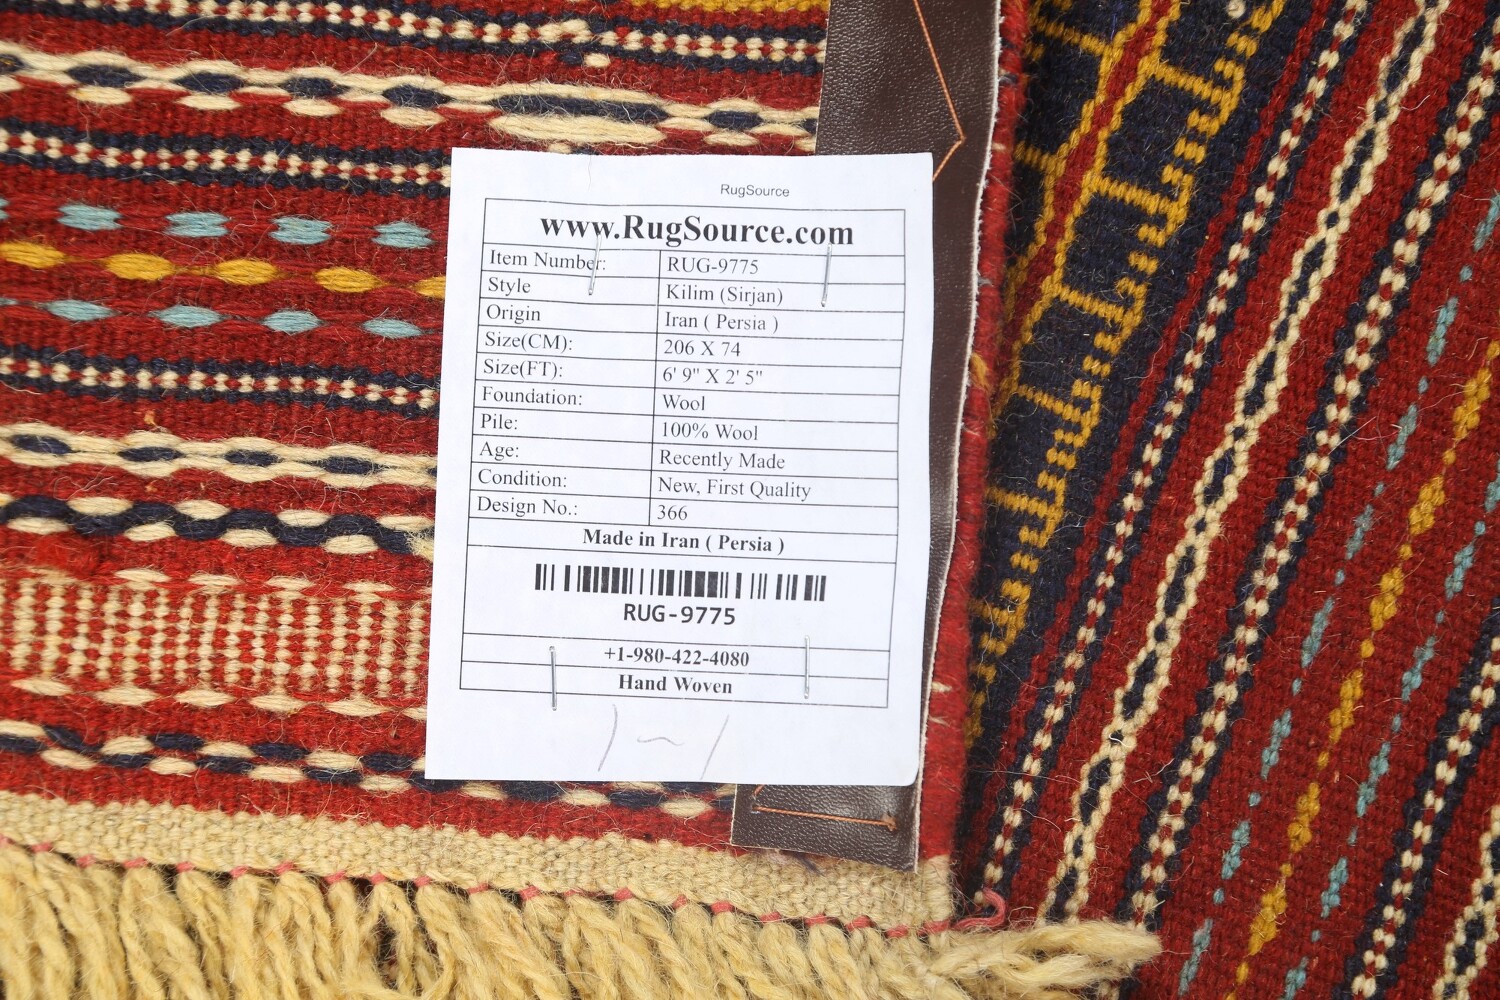 RugSource
www.RugSource.com
Item Number: RUG-9775
Style Kilim (Sirjan)
Origin Iran ( Persia )
Size(CM): 206 X 74
Size(FT): 6' 9" X 2' 5"
Foundation: Wool
Pile: 100% Wool
Age: Recently Made
Condition: New, First Quality
Design No.: 366
Made in Iran ( Persia )
RUG-9775
+1-980-422-4080
Hand Woven